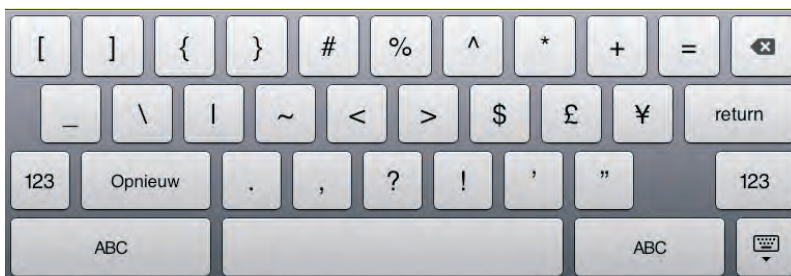 [ ] { } # % ^ * + =
_ \ | ~ < > $ £ ¥ return
123 Opnieuw . , ? ! ’ ” 123
ABC ABC